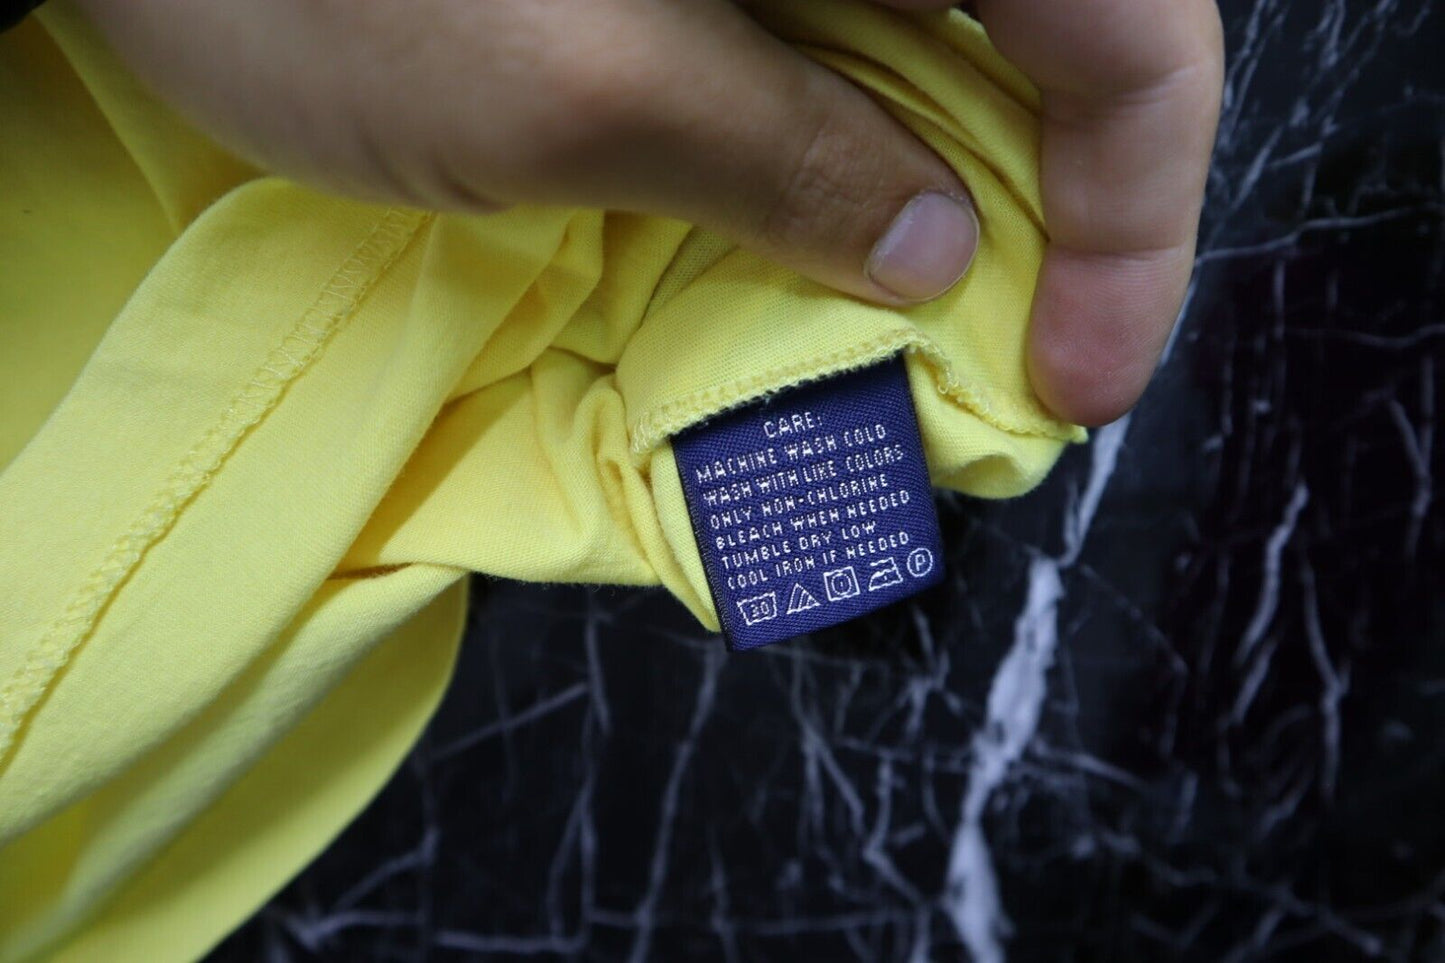 CARE:
MACHINE WASH COLD
WASH WITH LIKE COLORS
ONLY NON-CHLORINE
BLEACH WHEN NEEDED
TUMBLE DRY LOW
COOL IRON IF NEEDED
30 P